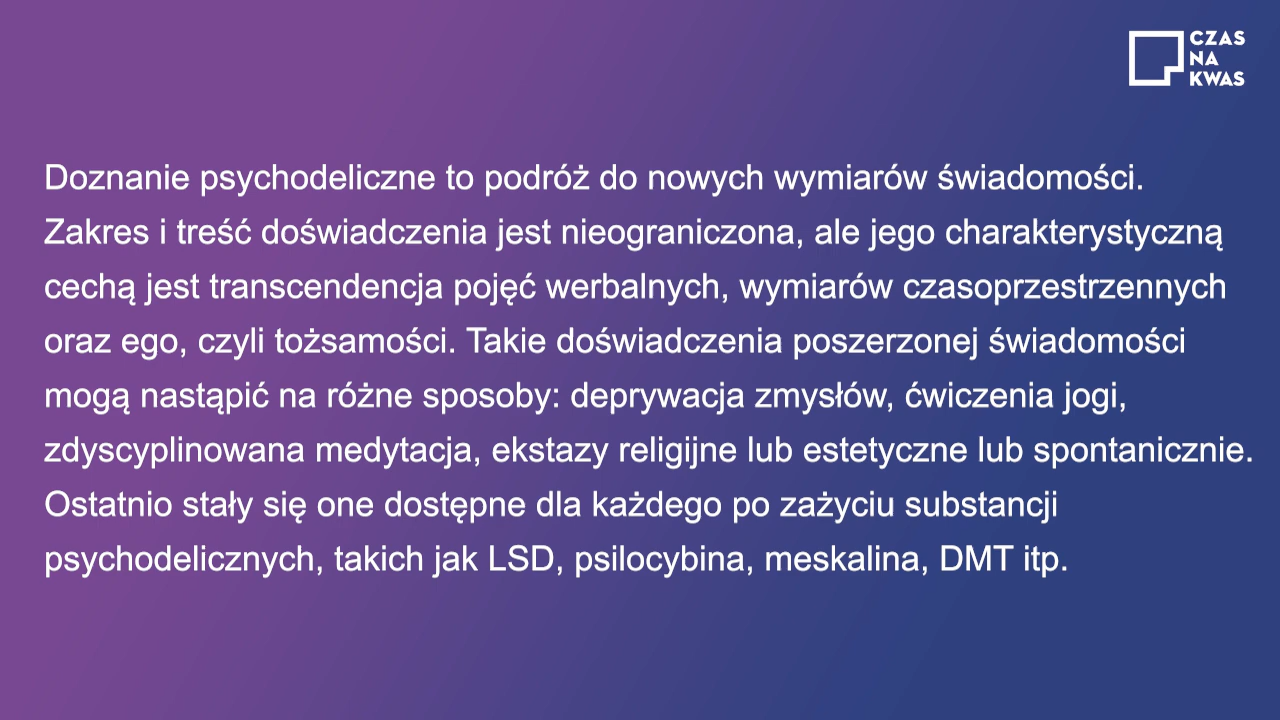 CZAS
NA
KWAS
Doznanie psychodeliczne to podróż do nowych wymiarów świadomości.
Zakres i treść doświadczenia jest nieograniczona, ale jego charakterystyczną
cechą jest transcendencja pojęć werbalnych, wymiarów czasoprzestrzennych
oraz ego, czyli tożsamości. Takie doświadczenia poszerzonej świadomości
mogą nastąpić na różne sposoby: deprywacja zmysłów, ćwiczenia jogi,
zdyscyplinowana medytacja, ekstazy religijne lub estetyczne lub spontanicznie.
Ostatnio stały się one dostępne dla każdego po zażyciu substancji
psychodelicznych, takich jak LSD, psilocybina, meskalina, DMT itp.